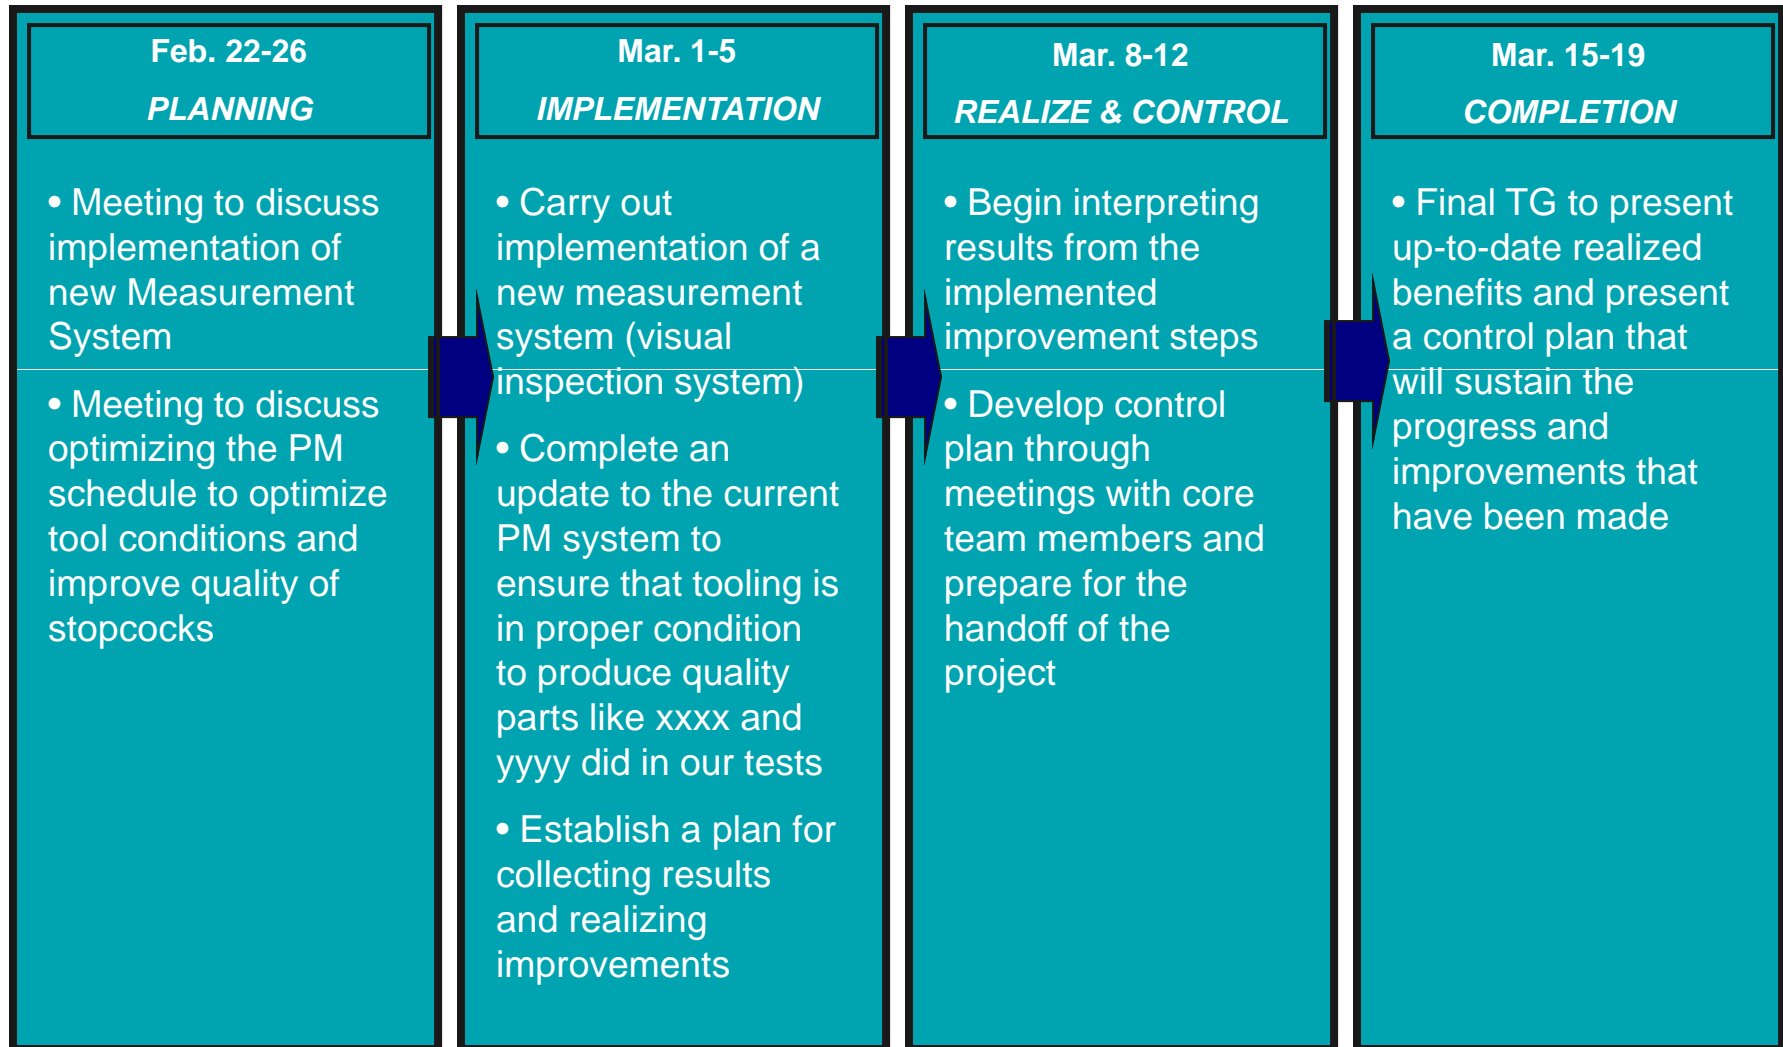 Feb. 22-26
PLANNING
• Meeting to discuss
implementation of
new Measurement
System
• Meeting to discuss
optimizing the PM
schedule to optimize
tool conditions and
improve quality of
stopcocks
Mar. 1-5
IMPLEMENTATION
• Carry out
implementation of a
new measurement
system (visual
inspection system)
• Complete an
update to the current
PM system to
ensure that tooling is
in proper condition
to produce quality
parts like xxxx and
yyyy did in our tests
• Establish a plan for
collecting results
and realizing
improvements
Mar. 8-12
REALIZE & CONTROL
• Begin interpreting
results from the
implemented
improvement steps
• Develop control
plan through
meetings with core
team members and
prepare for the
handoff of the
project
Mar. 15-19
COMPLETION
• Final TG to present
up-to-date realized
benefits and present
a control plan that
will sustain the
progress and
improvements that
have been made